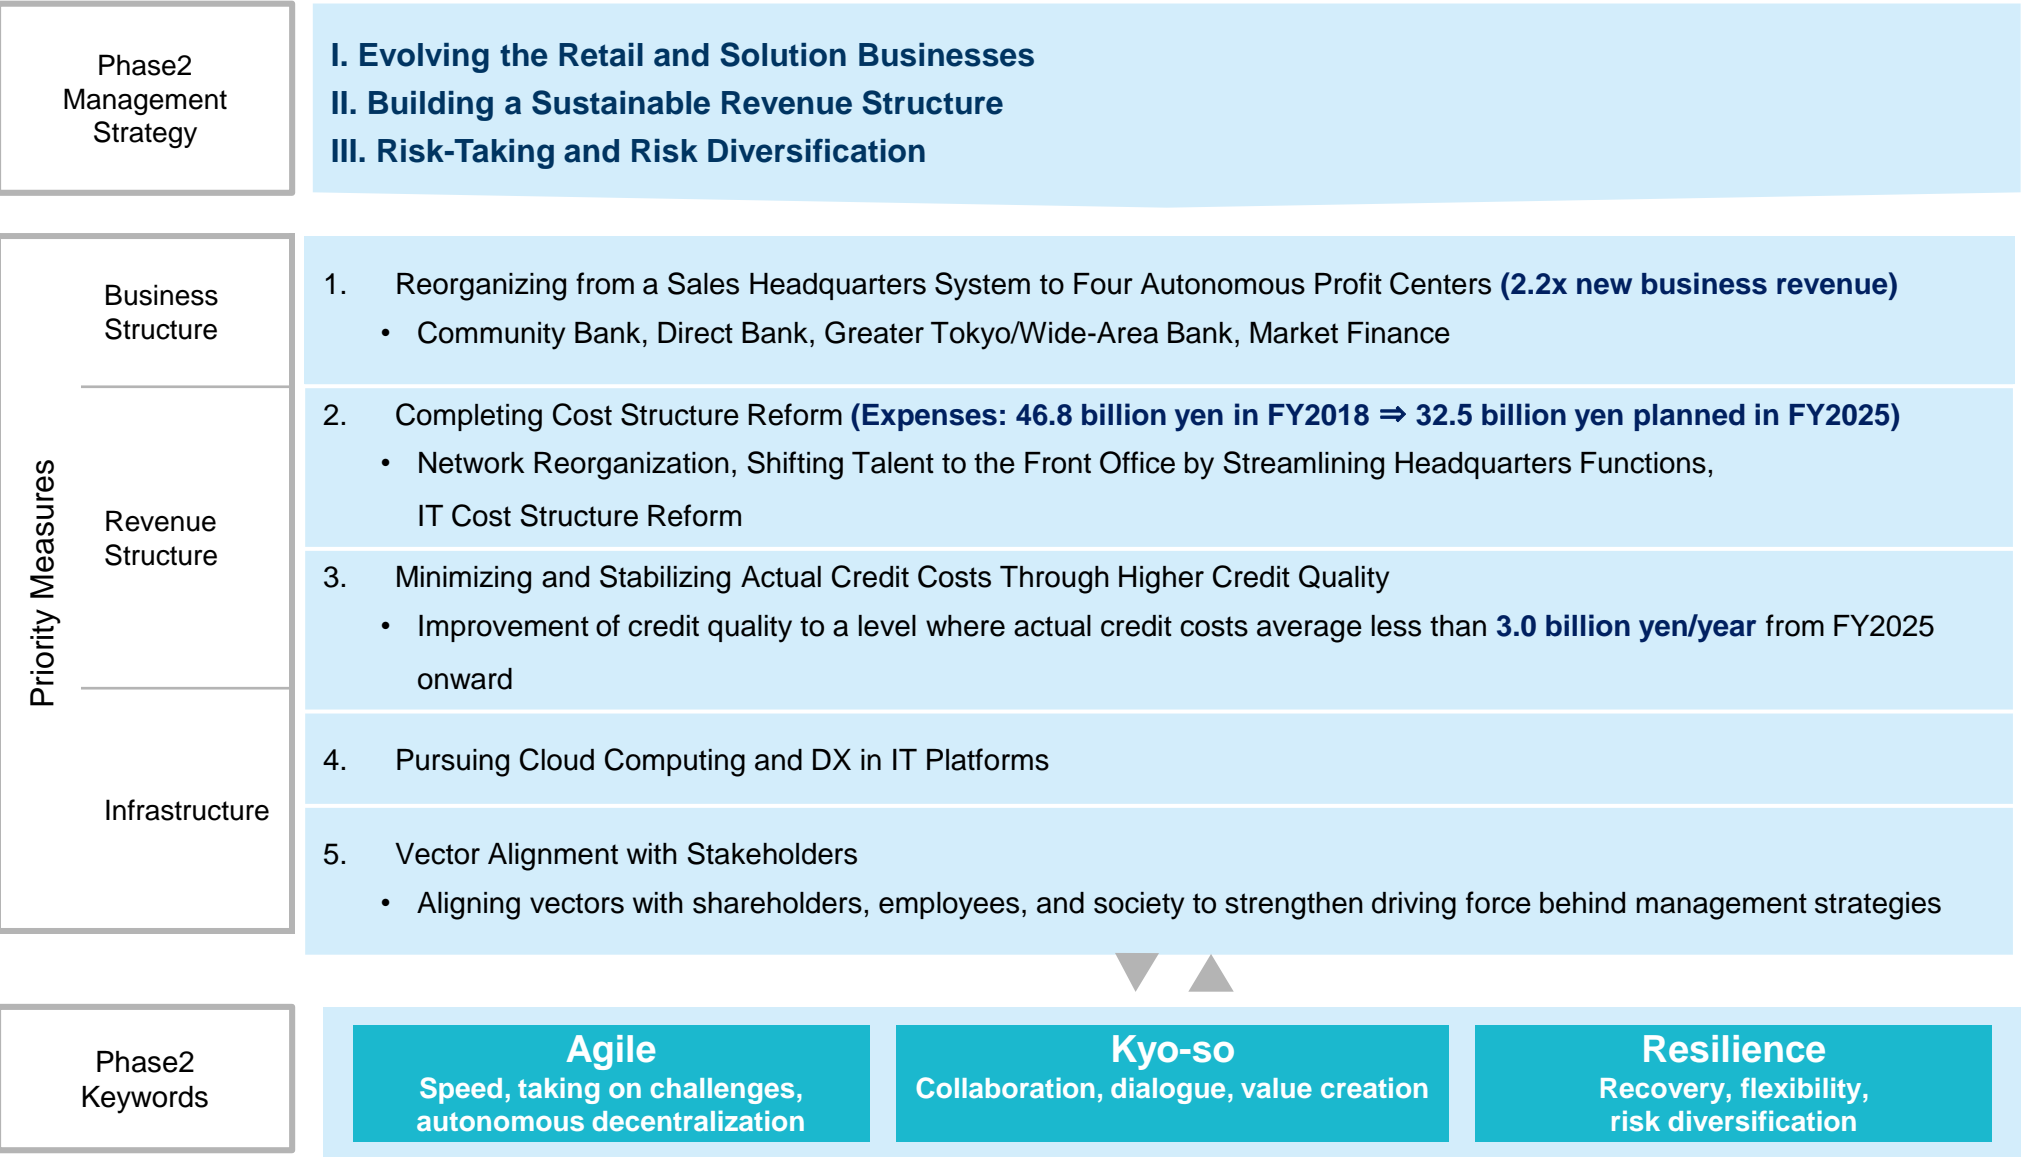 Phase2
Management
Strategy
I. Evolving the Retail and Solution Businesses
II. Building a Sustainable Revenue Structure
III. Risk-Taking and Risk Diversification
Priority Measures
Business
Structure
1. Reorganizing from a Sales Headquarters System to Four Autonomous Profit Centers (2.2x new business revenue)
• Community Bank, Direct Bank, Greater Tokyo/Wide-Area Bank, Market Finance
Revenue
Structure
2. Completing Cost Structure Reform (Expenses: 46.8 billion yen in FY2018 ⇒ 32.5 billion yen planned in FY2025)
• Network Reorganization, Shifting Talent to the Front Office by Streamlining Headquarters Functions,
IT Cost Structure Reform
3. Minimizing and Stabilizing Actual Credit Costs Through Higher Credit Quality
• Improvement of credit quality to a level where actual credit costs average less than 3.0 billion yen/year from FY2025
onward
Infrastructure
4. Pursuing Cloud Computing and DX in IT Platforms
5. Vector Alignment with Stakeholders
• Aligning vectors with shareholders, employees, and society to strengthen driving force behind management strategies
Phase2
Keywords
Agile
Speed, taking on challenges,
autonomous decentralization
Kyo-so
Collaboration, dialogue, value creation
Resilience
Recovery, flexibility,
risk diversification